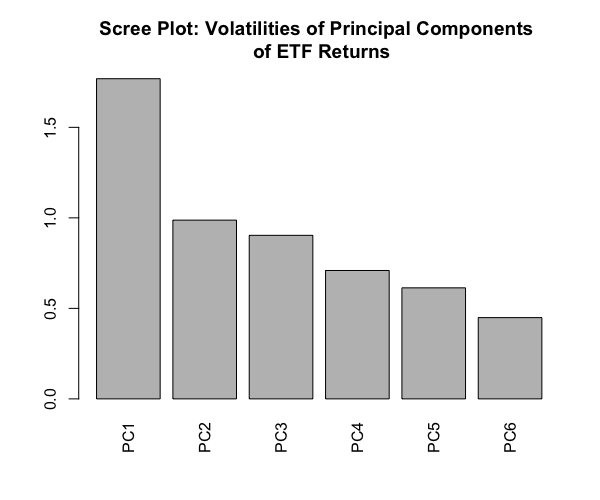 Scree Plot: Volatilities of Principal Components
of ETF Returns
1.5
1.0
0.5
0.0
PC1
PC2
PC3
PC4
PC5
PC6